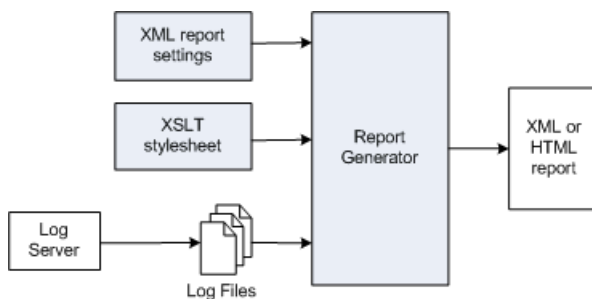 XML report
settings
XSLT
stylesheet
Report
Generator
XML or
HTML
report
Log
Server
Log Files